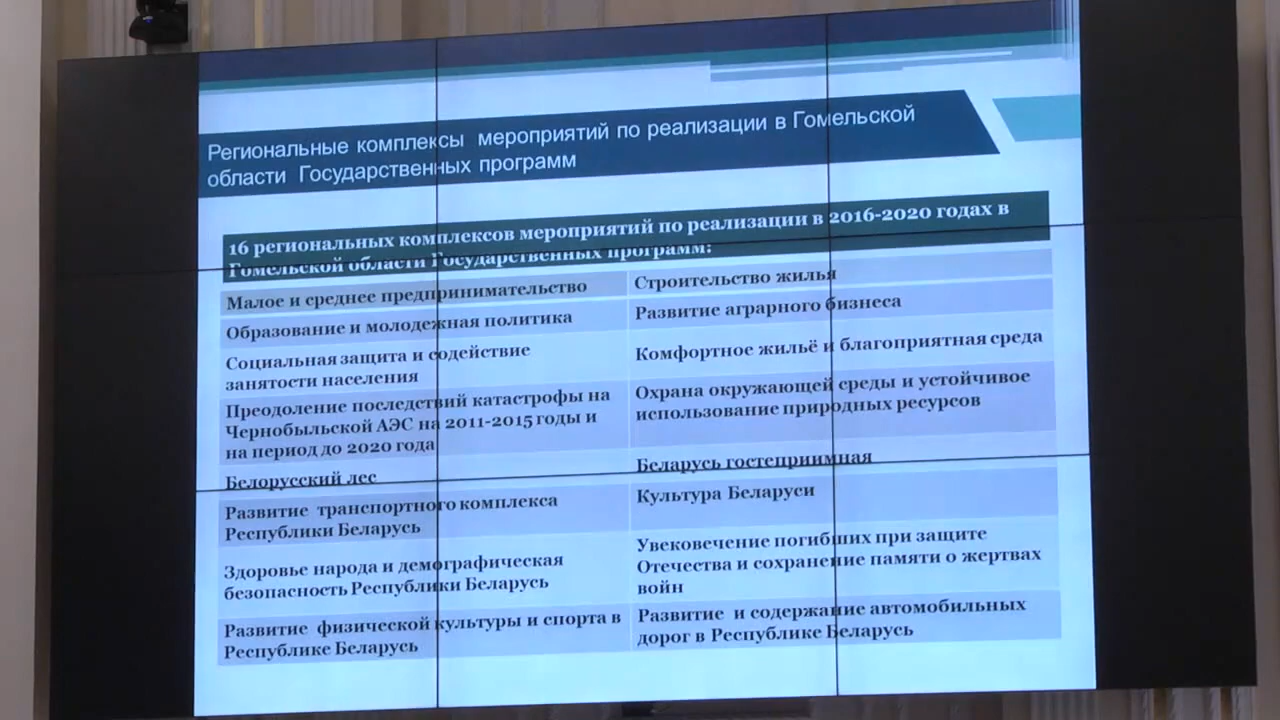 Региональные комплексы мероприятий по реализации в Гомельской
области Государственных программ
16 региональных комплексов мероприятий по реализации в 2016-2020 годах в
Гомельской области Государственных программ:
Малое и среднее предпринимательство
Строительство жилья
Образование и молодежная политика
Развитие аграрного бизнеса
Социальная защита и содействие
занятости населения
Комфортное жильё и благоприятная среда
Преодоление последствий катастрофы на
Чернобыльской АЭС на 2011-2015 годы и
на период до 2020 года
Охрана окружающей среды и устойчивое
использование природных ресурсов
Белорусский лес
Беларусь гостеприимная
Развитие транспортного комплекса
Республики Беларусь
Культура Беларуси
Здоровье народа и демографическая
безопасность Республики Беларусь
Увековечение погибших при защите
Отечества и сохранение памяти о жертвах
войн
Развитие физической культуры и спорта в
Республике Беларусь
Развитие и содержание автомобильных
дорог в Республике Беларусь